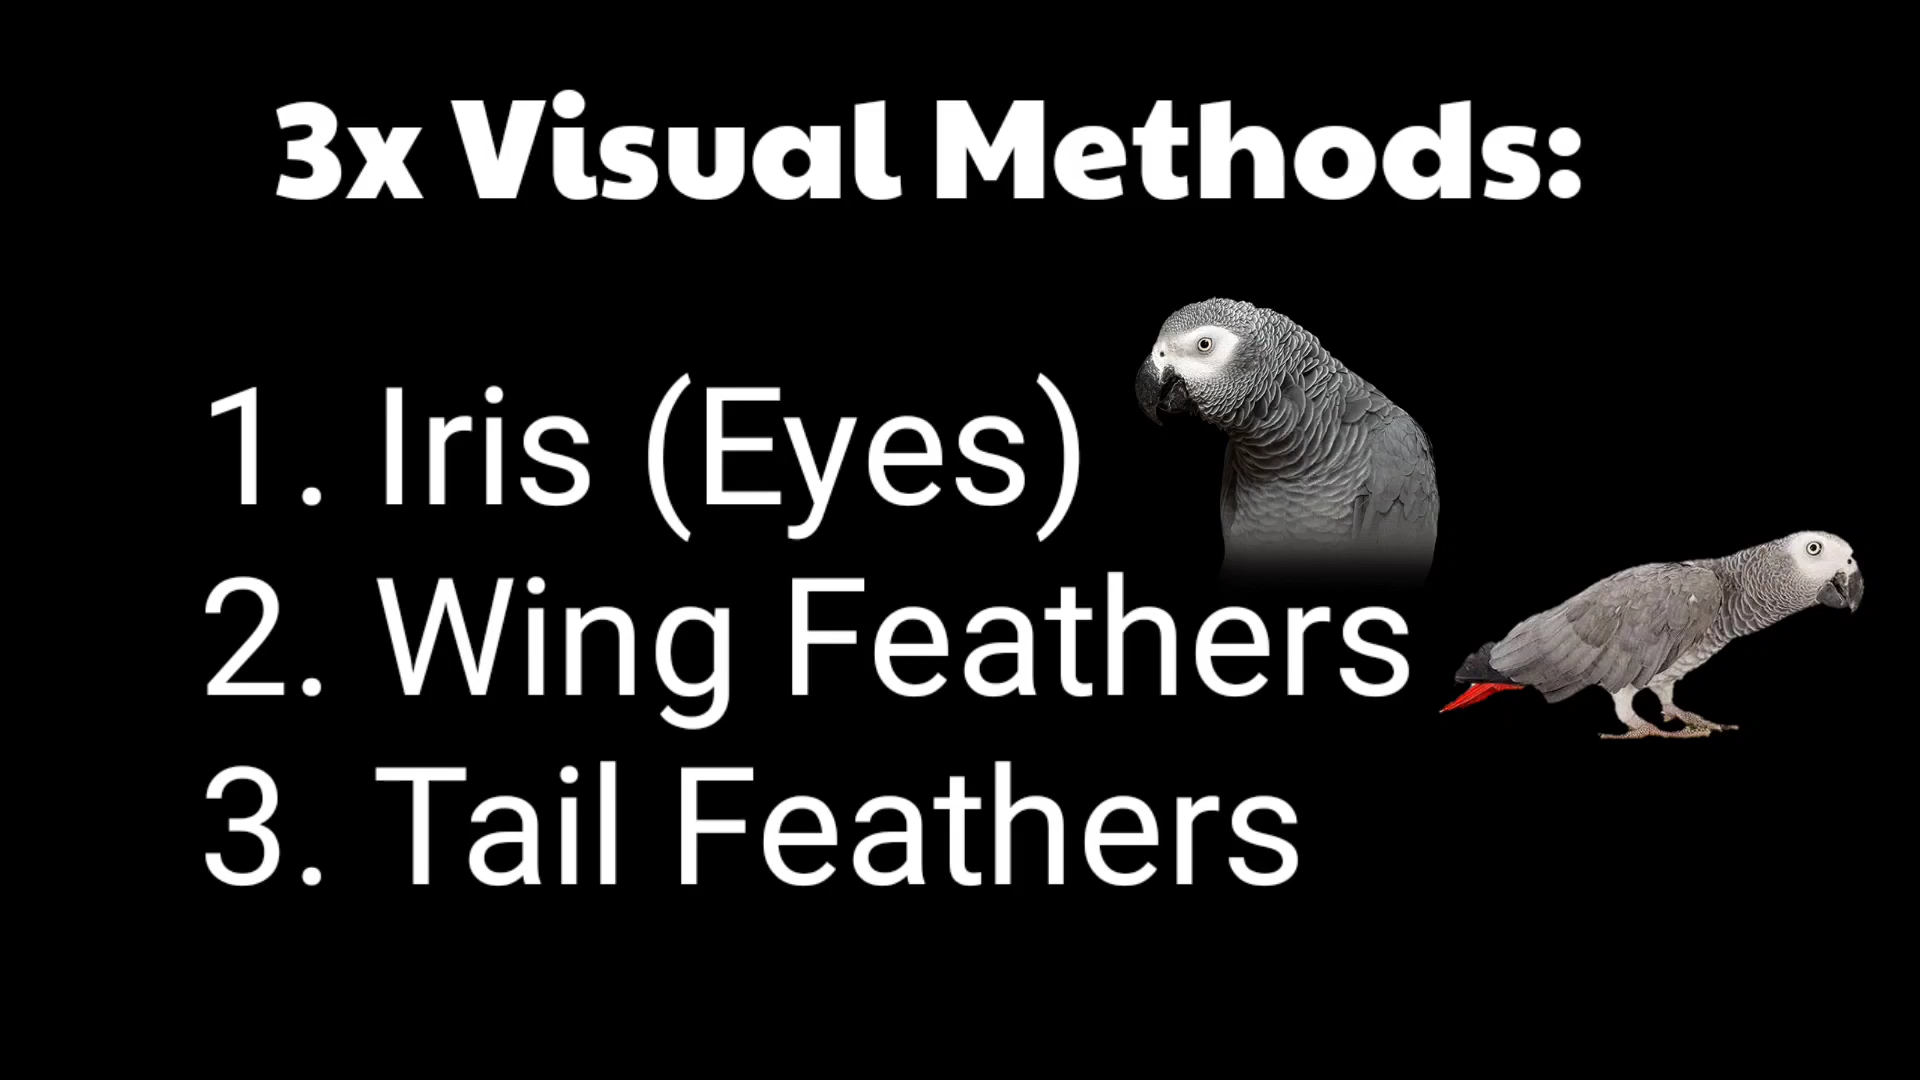 3x Visual Methods:
1. Iris (Eyes)
2. Wing Feathers
3. Tail Feathers